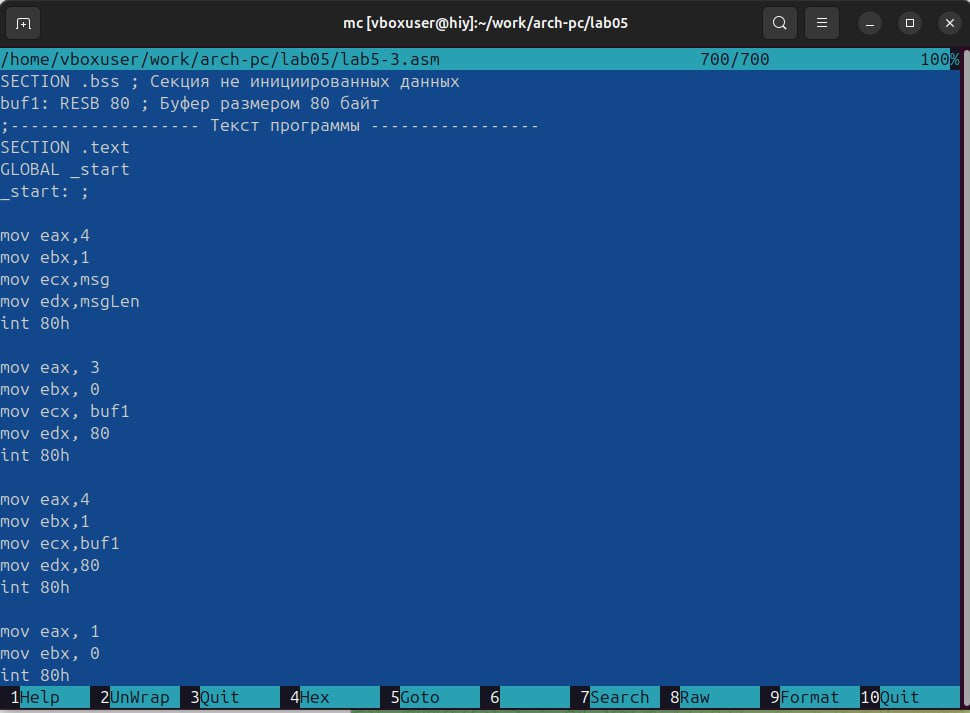 mc [vboxuser@hiy]:~/work/arch-pc/lab05
/home/vboxuser/work/arch-pc/lab05/lab5-3.asm 700/700 100%
SECTION .bss ; Секция не инициированных данных
buf1: RESB 80 ; Буфер размером 80 байт
;------------------- Текст программы -----------------
SECTION .text
GLOBAL _start
_start: ;
mov eax,4
mov ebx,1
mov ecx,msg
mov edx,msgLen
int 80h
mov eax, 3
mov ebx, 0
mov ecx, buf1
mov edx, 80
int 80h
mov eax,4
mov ebx,1
mov ecx,buf1
mov edx,80
int 80h
mov eax, 1
mov ebx, 0
int 80h
1Help 2UnWrap 3Quit 4Hex 5Goto 6 7Search 8Raw 9Format 10Quit